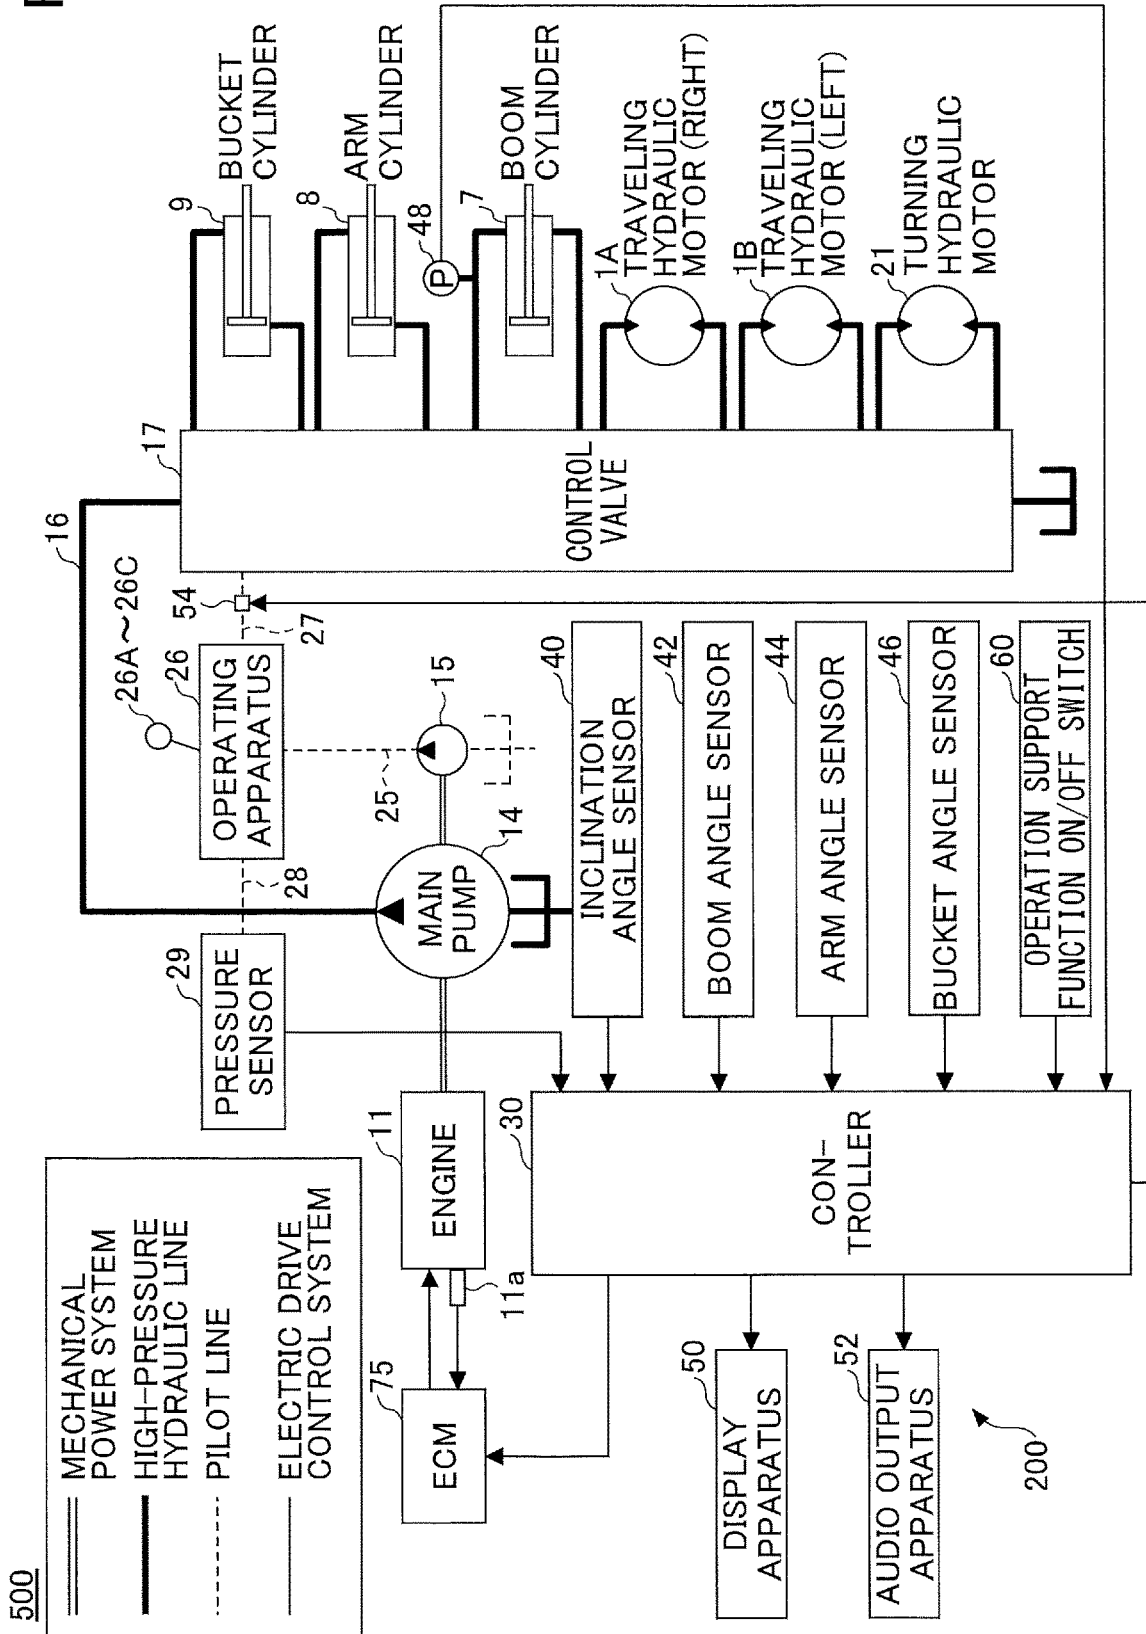 500
MECHANICAL
POWER SYSTEM
HIGH-PRESSURE
HYDRAULIC LINE
PILOT LINE
ELECTRIC DRIVE
CONTROL SYSTEM
29
PRESSURE
SENSOR
28
26A～26C
26
OPERATING
APPARATUS
27
54
16
17
CONTROL
VALVE
9
BUCKET
CYLINDER
8
ARM
CYLINDER
48
P
7
BOOM
CYLINDER
1A
TRAVELING
HYDRAULIC
MOTOR (RIGHT)
1B
TRAVELING
HYDRAULIC
MOTOR (LEFT)
21
TURNING
HYDRAULIC
MOTOR
75
ECM
11
ENGINE
11a
14
MAIN
PUMP
25
15
30
CON-
TROLLER
40
INCLINATION
ANGLE SENSOR
42
BOOM ANGLE SENSOR
44
ARM ANGLE SENSOR
46
BUCKET ANGLE SENSOR
60
OPERATION SUPPORT
FUNCTION ON/OFF SWITCH
50
DISPLAY
APPARATUS
52
AUDIO OUTPUT
APPARATUS
200